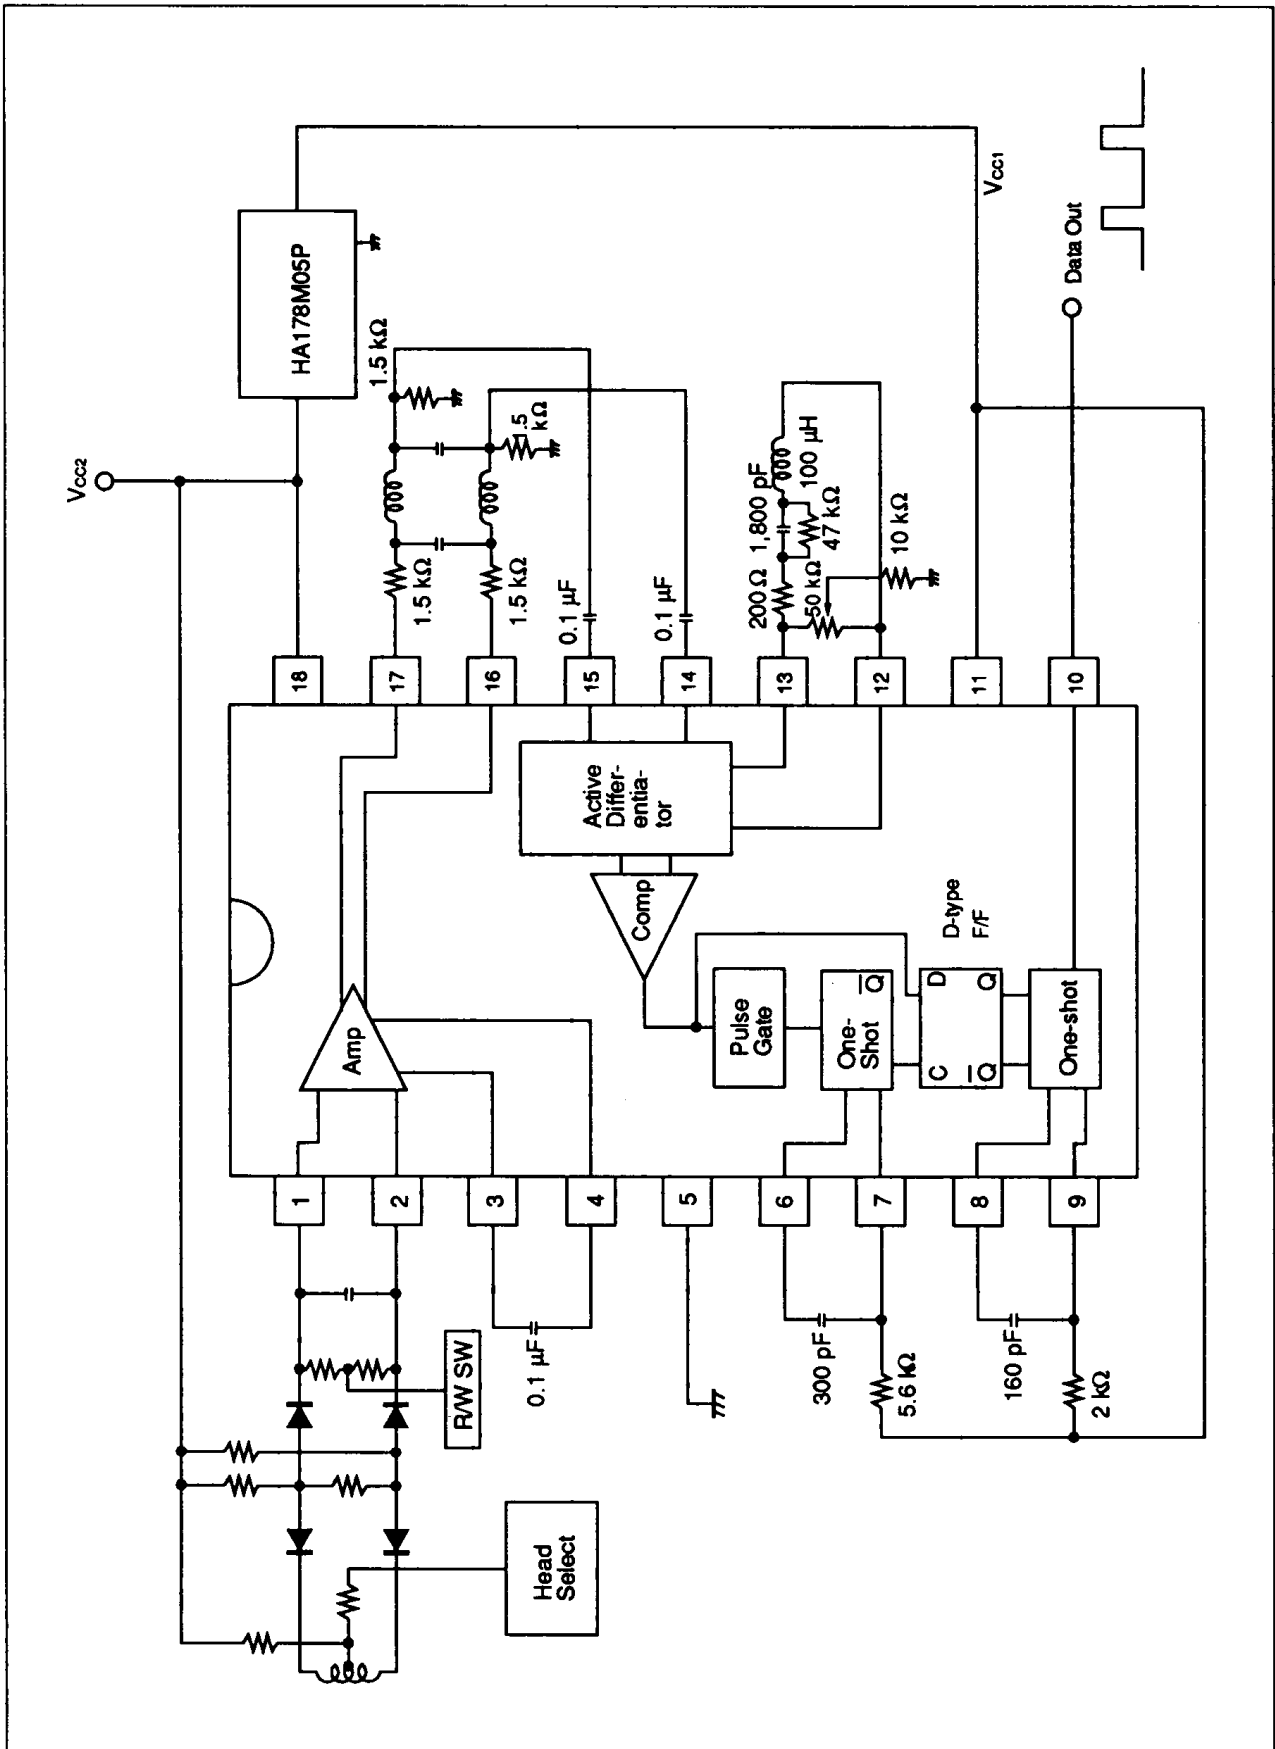 Vcc2
HA178M05P
1.5 kΩ
1.5
kΩ
1.5 kΩ
1.5 kΩ
0.1 µF
0.1 µF
200 Ω
1,800 pF
100 µH
47 kΩ
50 kΩ
10 kΩ
Vcc1
Data Out
18
17
16
15
14
13
12
11
10
Amp
Active
Differ-
entia-
tor
Comp
Pulse
Gate
One-
Shot
Q
D-type
F/F
D
C
Q
Q
One-shot
1
2
3
4
5
6
7
8
9
R/W SW
0.1 µF
300 pF
5.6 kΩ
160 pF
2 kΩ
Head
Select